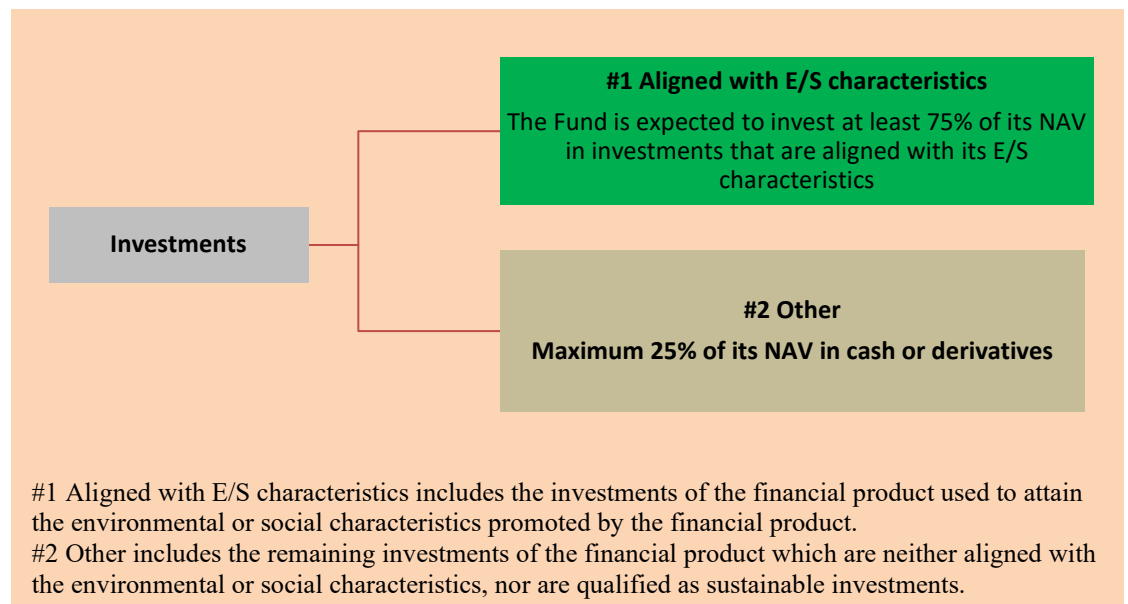 #1 Aligned with E/S characteristics
The Fund is expected to invest at least 75% of its NAV
in investments that are aligned with its E/S
characteristics
Investments
#2 Other
Maximum 25% of its NAV in cash or derivatives
#1 Aligned with E/S characteristics includes the investments of the financial product used to attain
the environmental or social characteristics promoted by the financial product.
#2 Other includes the remaining investments of the financial product which are neither aligned with
the environmental or social characteristics, nor are qualified as sustainable investments.